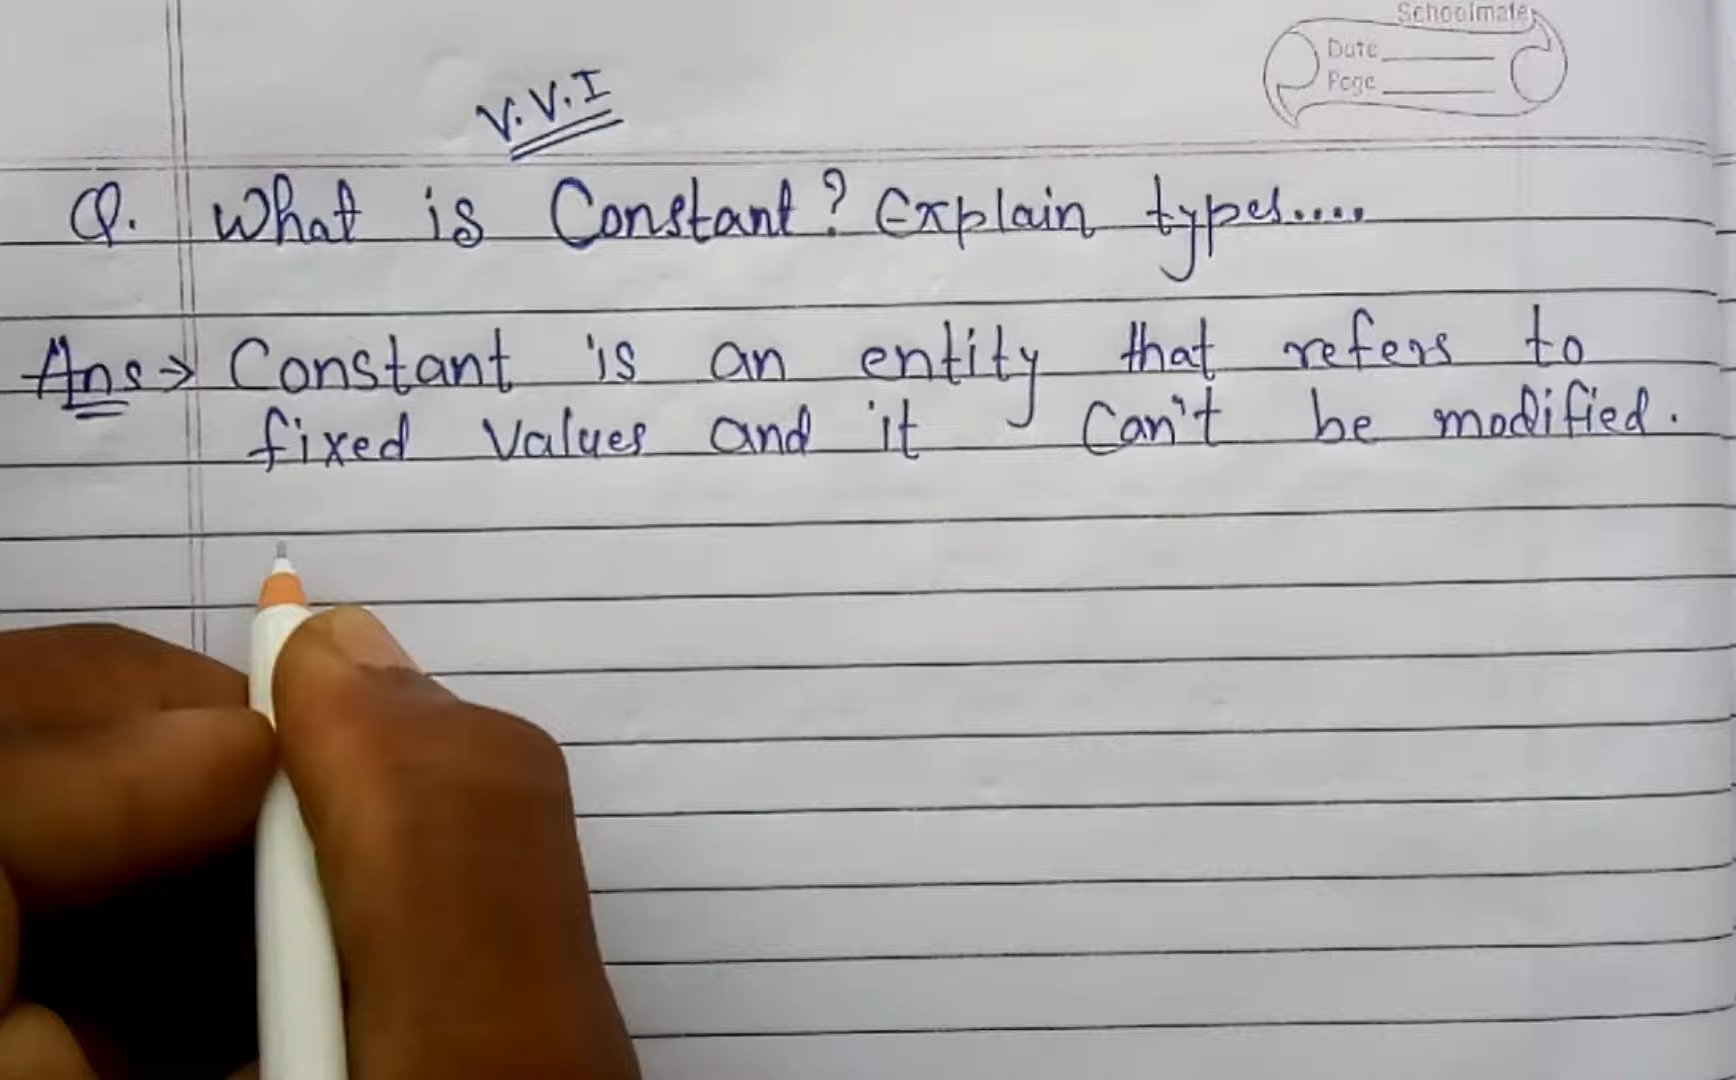 Schoolmate
Date
Page
V.V.I
Q. What is Constant? Explain types....
Ans→ Constant is an entity that refers to
fixed values and it can't be modified.